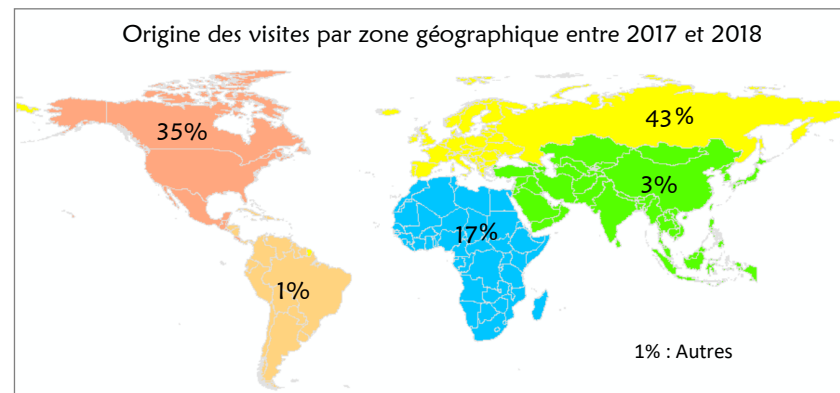 Origine des visites par zone géographique entre 2017 et 2018
35%
43%
3%
17%
1%
1% : Autres